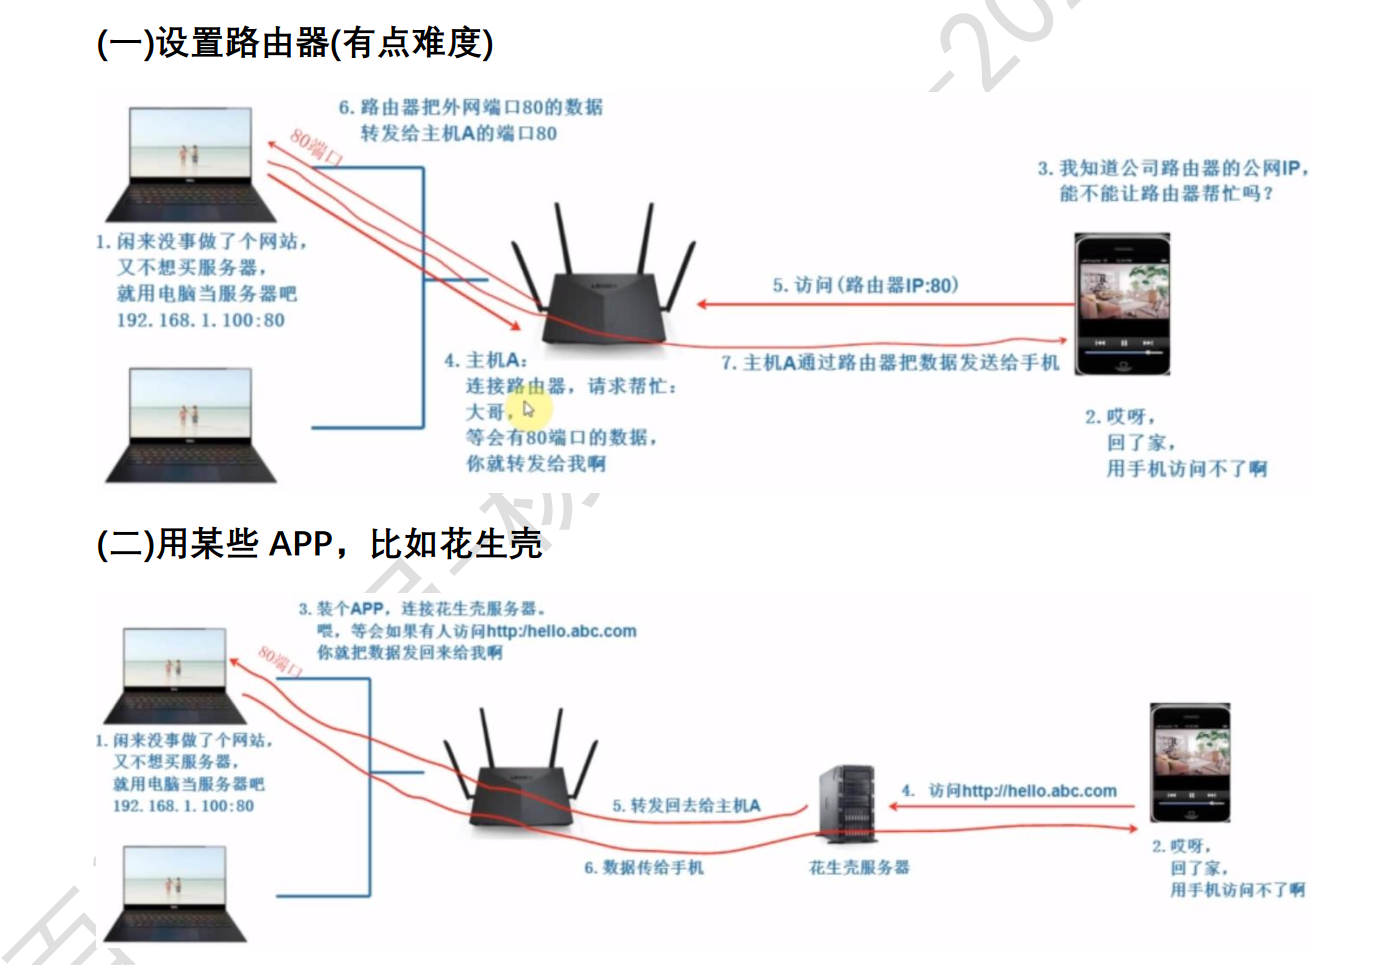 (一)设置路由器(有点难度)
6. 路由器把外网端口80的数据
转发给主机A的端口80
80端口
3. 我知道公司路由器的公网IP，
能不能让路由器帮忙吗？
1. 闲来没事做了个网站，
又不想买服务器，
就用电脑当服务器吧
192.168.1.100:80
5. 访问(路由器IP:80)
4. 主机A：
连接路由器，请求帮忙：
大哥，
等会有80端口的数据，
你就转发给我啊
7. 主机A通过路由器把数据发送给手机
2. 哎呀，
回了家，
用手机访问不了啊
(二)用某些 APP，比如花生壳
3. 装个APP，连接花生壳服务器。
喂，等会如果有人访问http:/hello.abc.com
你就把数据发回来给我啊
80端口
1. 闲来没事做了个网站，
又不想买服务器，
就用电脑当服务器吧
192.168.1.100:80
5. 转发回去给主机A
4. 访问http://hello.abc.com
6. 数据传给手机
花生壳服务器
2. 哎呀，
回了家，
用手机访问不了啊